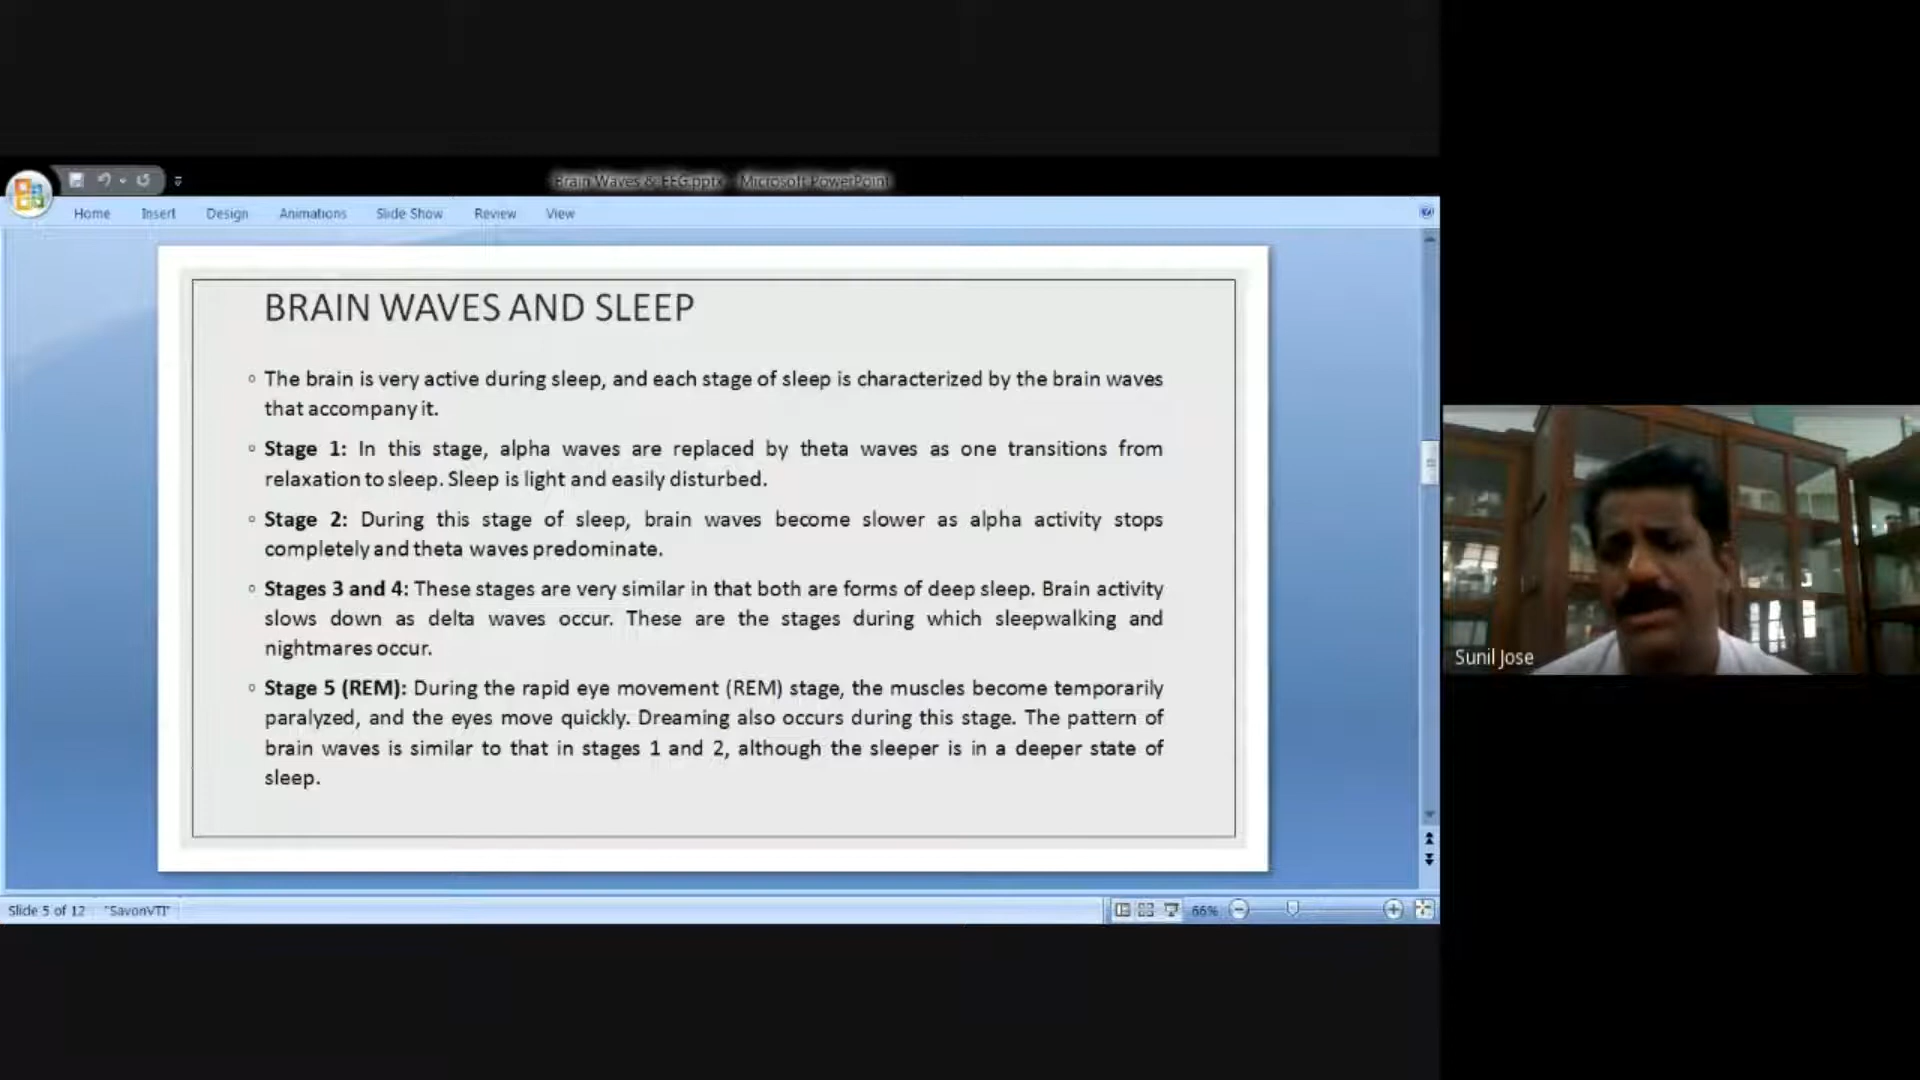 Brain Waves & EEG.pptx - Microsoft PowerPoint
Home Insert Design Animations Slide Show Review View
BRAIN WAVES AND SLEEP
The brain is very active during sleep, and each stage of sleep is characterized by the brain waves
that accompany it.
Stage 1: In this stage, alpha waves are replaced by theta waves as one transitions from
relaxation to sleep. Sleep is light and easily disturbed.
Stage 2: During this stage of sleep, brain waves become slower as alpha activity stops
completely and theta waves predominate.
Stages 3 and 4: These stages are very similar in that both are forms of deep sleep. Brain activity
slows down as delta waves occur. These are the stages during which sleepwalking and
nightmares occur.
Stage 5 (REM): During the rapid eye movement (REM) stage, the muscles become temporarily
paralyzed, and the eyes move quickly. Dreaming also occurs during this stage. The pattern of
brain waves is similar to that in stages 1 and 2, although the sleeper is in a deeper state of
sleep.
Sunil Jose
Slide 5 of 12 "SavonVTI" 66%